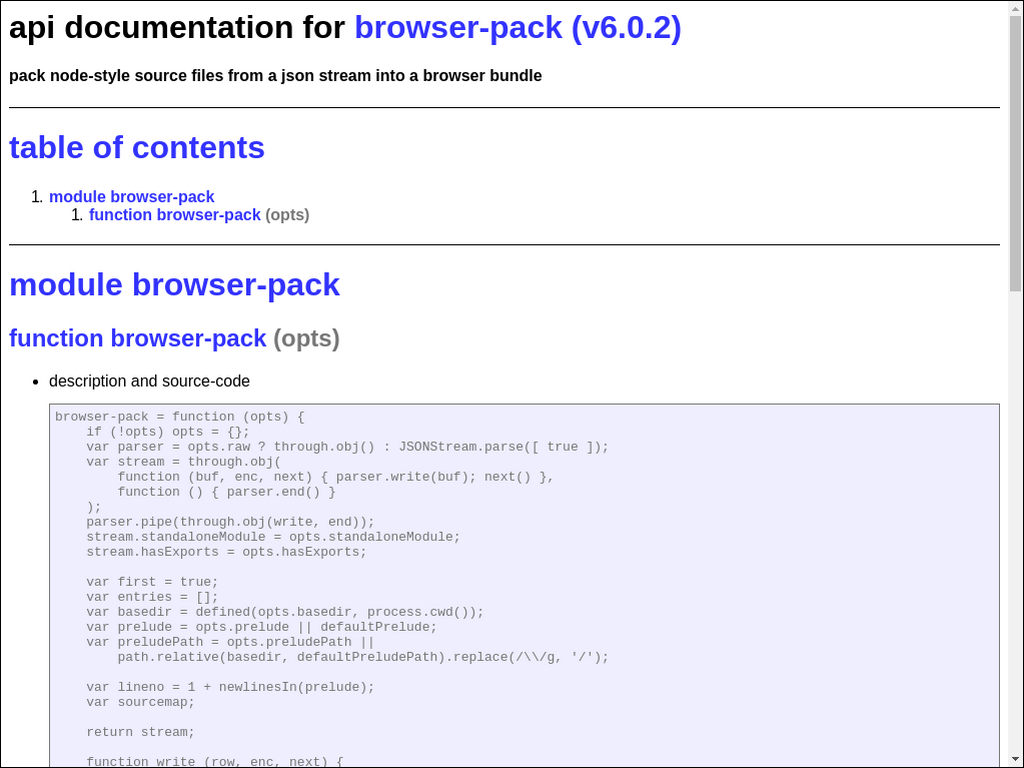 api documentation for browser-pack (v6.0.2)
pack node-style source files from a json stream into a browser bundle
table of contents
1. module browser-pack
1. function browser-pack (opts)
module browser-pack
function browser-pack (opts)
• description and source-code
browser-pack = function (opts) {
    if (!opts) opts = {};
    var parser = opts.raw ? through.obj() : JSONStream.parse([ true ]);
    var stream = through.obj(
        function (buf, enc, next) { parser.write(buf); next() },
        function () { parser.end() }
    );
    parser.pipe(through.obj(write, end));
    stream.standaloneModule = opts.standaloneModule;
    stream.hasExports = opts.hasExports;
    var first = true;
    var entries = [];
    var basedir = defined(opts.basedir, process.cwd());
    var prelude = opts.prelude || defaultPrelude;
    var preludePath = opts.preludePath ||
        path.relative(basedir, defaultPreludePath).replace(/\\/g, '/');
    var lineno = 1 + newlinesIn(prelude);
    var sourcemap;
    return stream;
    function write (row, enc, next) {